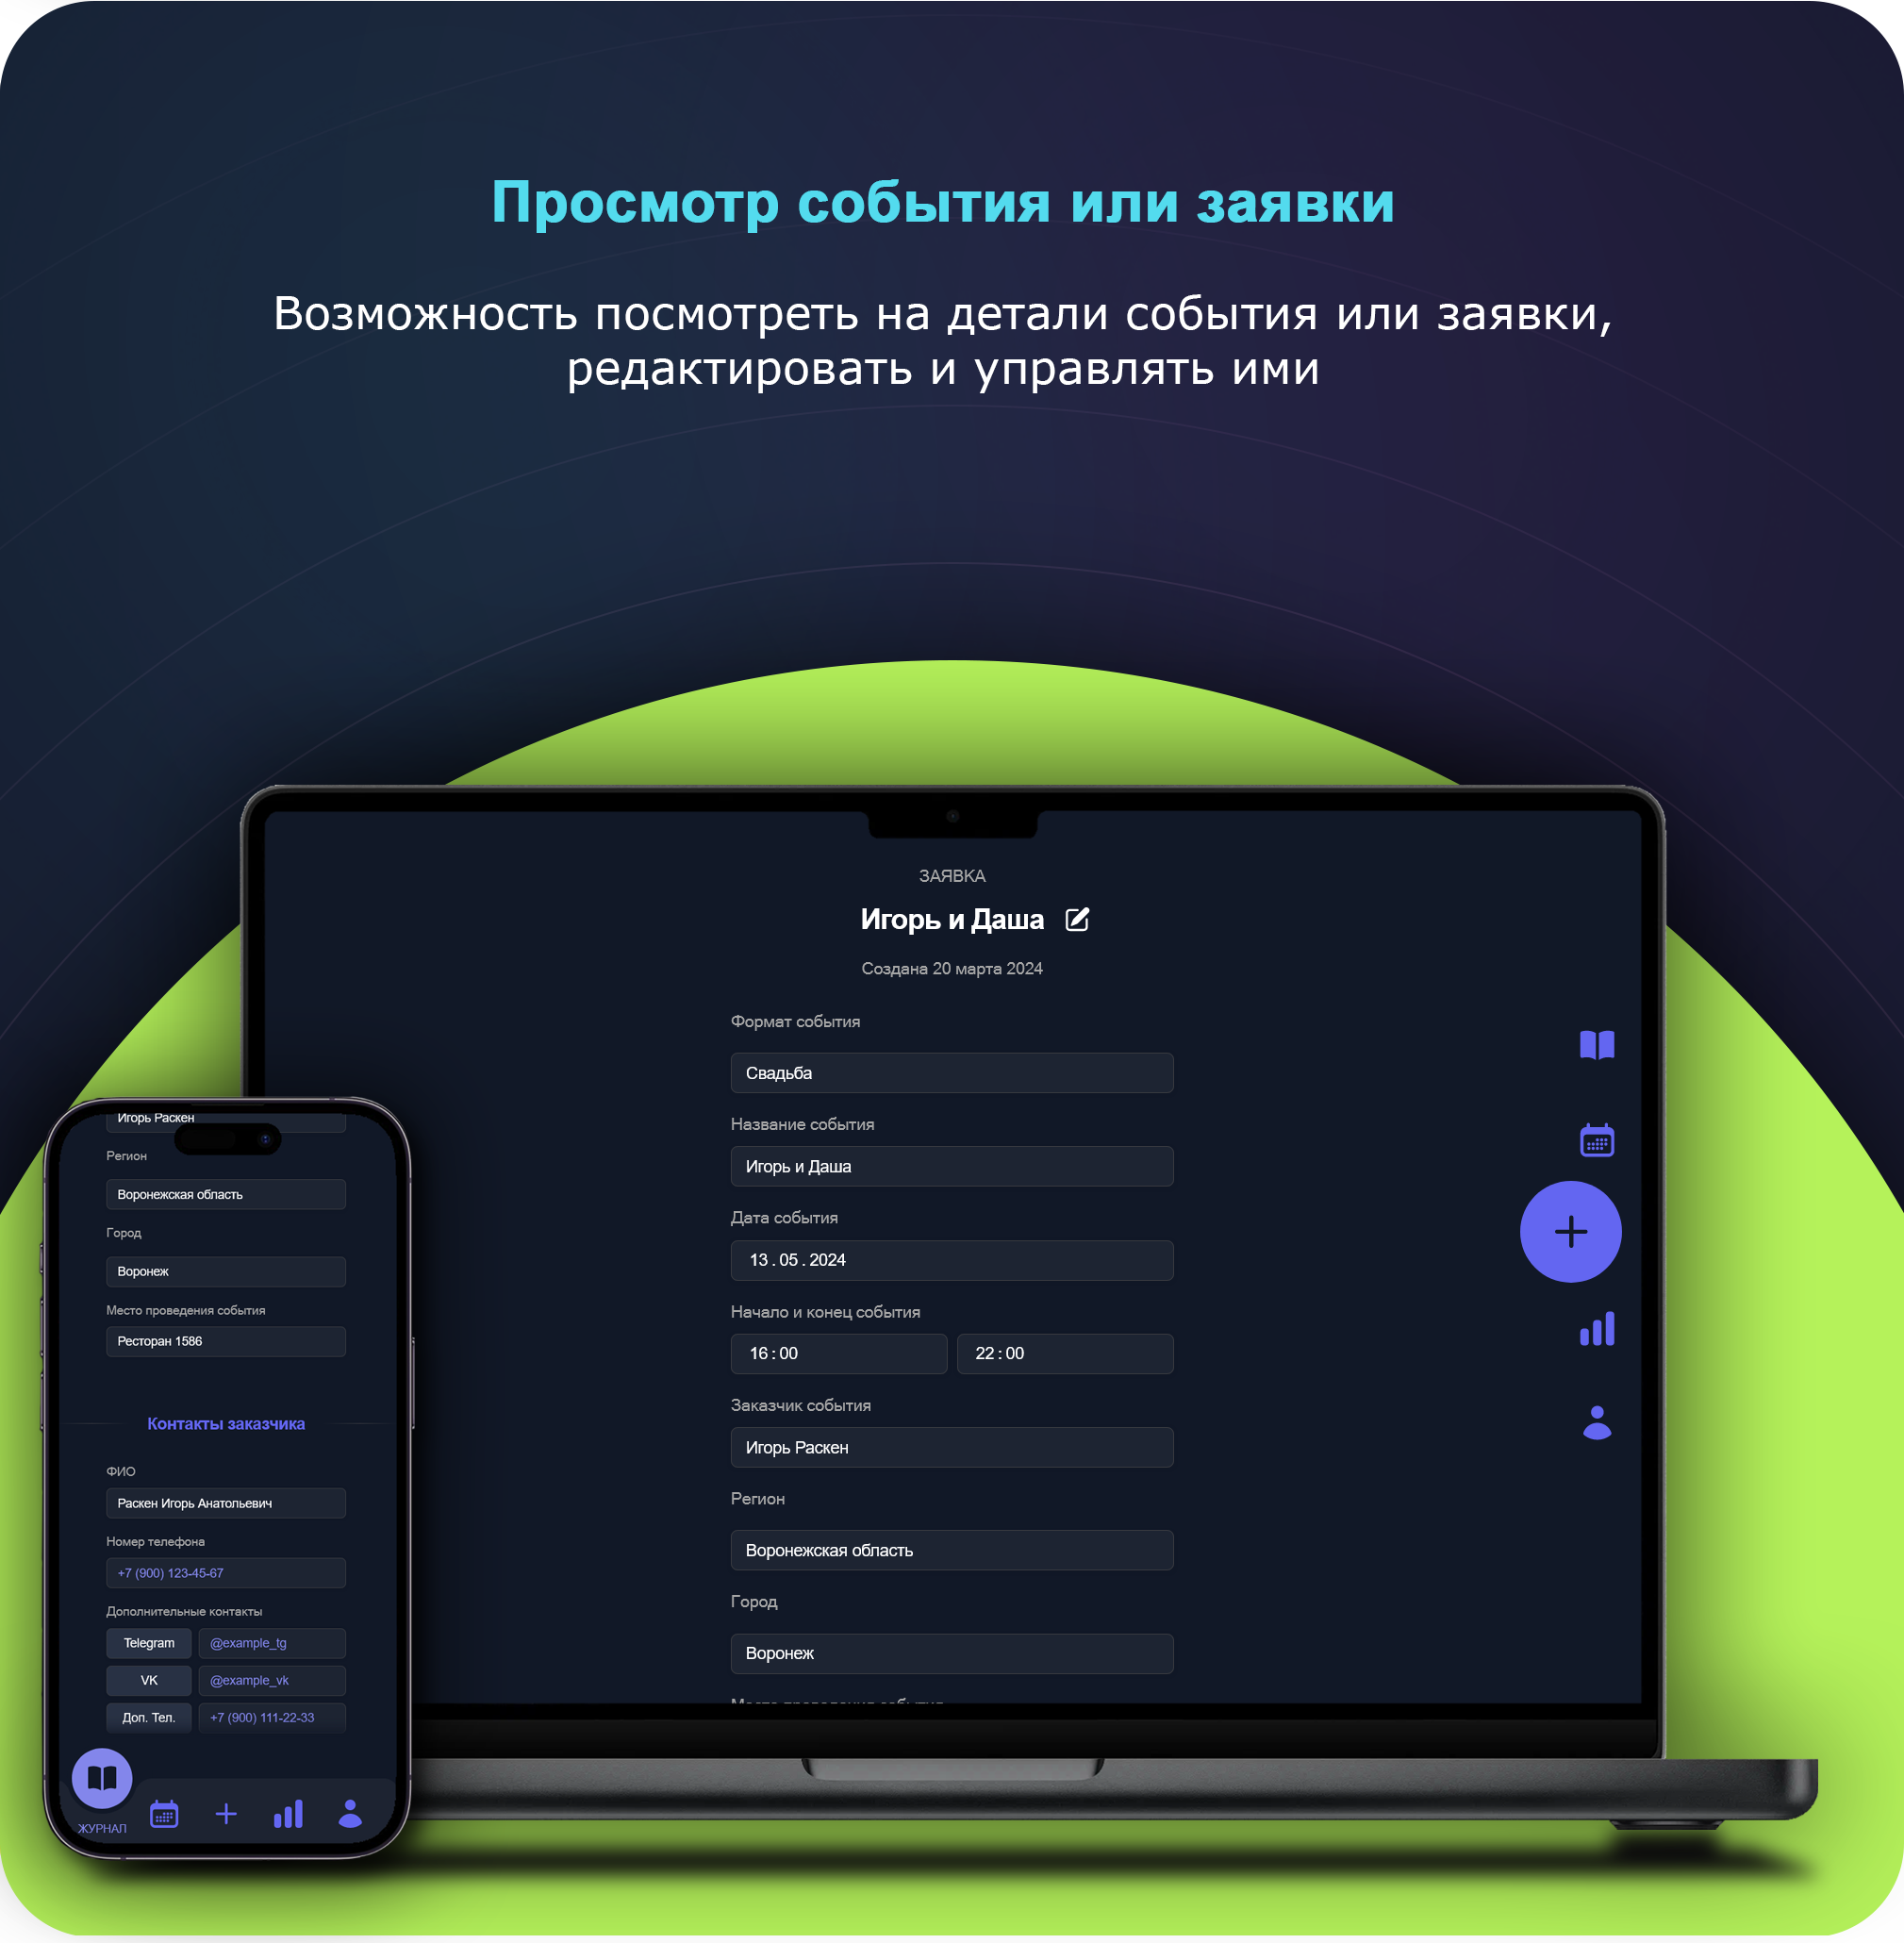 Просмотр события или заявки
Возможность посмотреть на детали события или заявки,
редактировать и управлять ими
ЗАЯВКА
Игорь и Даша
Создана 20 марта 2024
Формат события
Свадьба
Название события
Игорь и Даша
Дата события
13 . 05 . 2024
Начало и конец события
16 : 00
22 : 00
Заказчик события
Игорь Раскен
Регион
Воронежская область
Город
Воронеж
Место проведения события
Игорь Раскен
Регион
Воронежская область
Город
Воронеж
Место проведения события
Ресторан 1586
Контакты заказчика
ФИО
Раскен Игорь Анатольевич
Номер телефона
+7 (900) 123-45-67
Дополнительные контакты
Telegram @example_tg
VK @example_vk
Доп. Тел. +7 (900) 111-22-33
ЖУРНАЛ